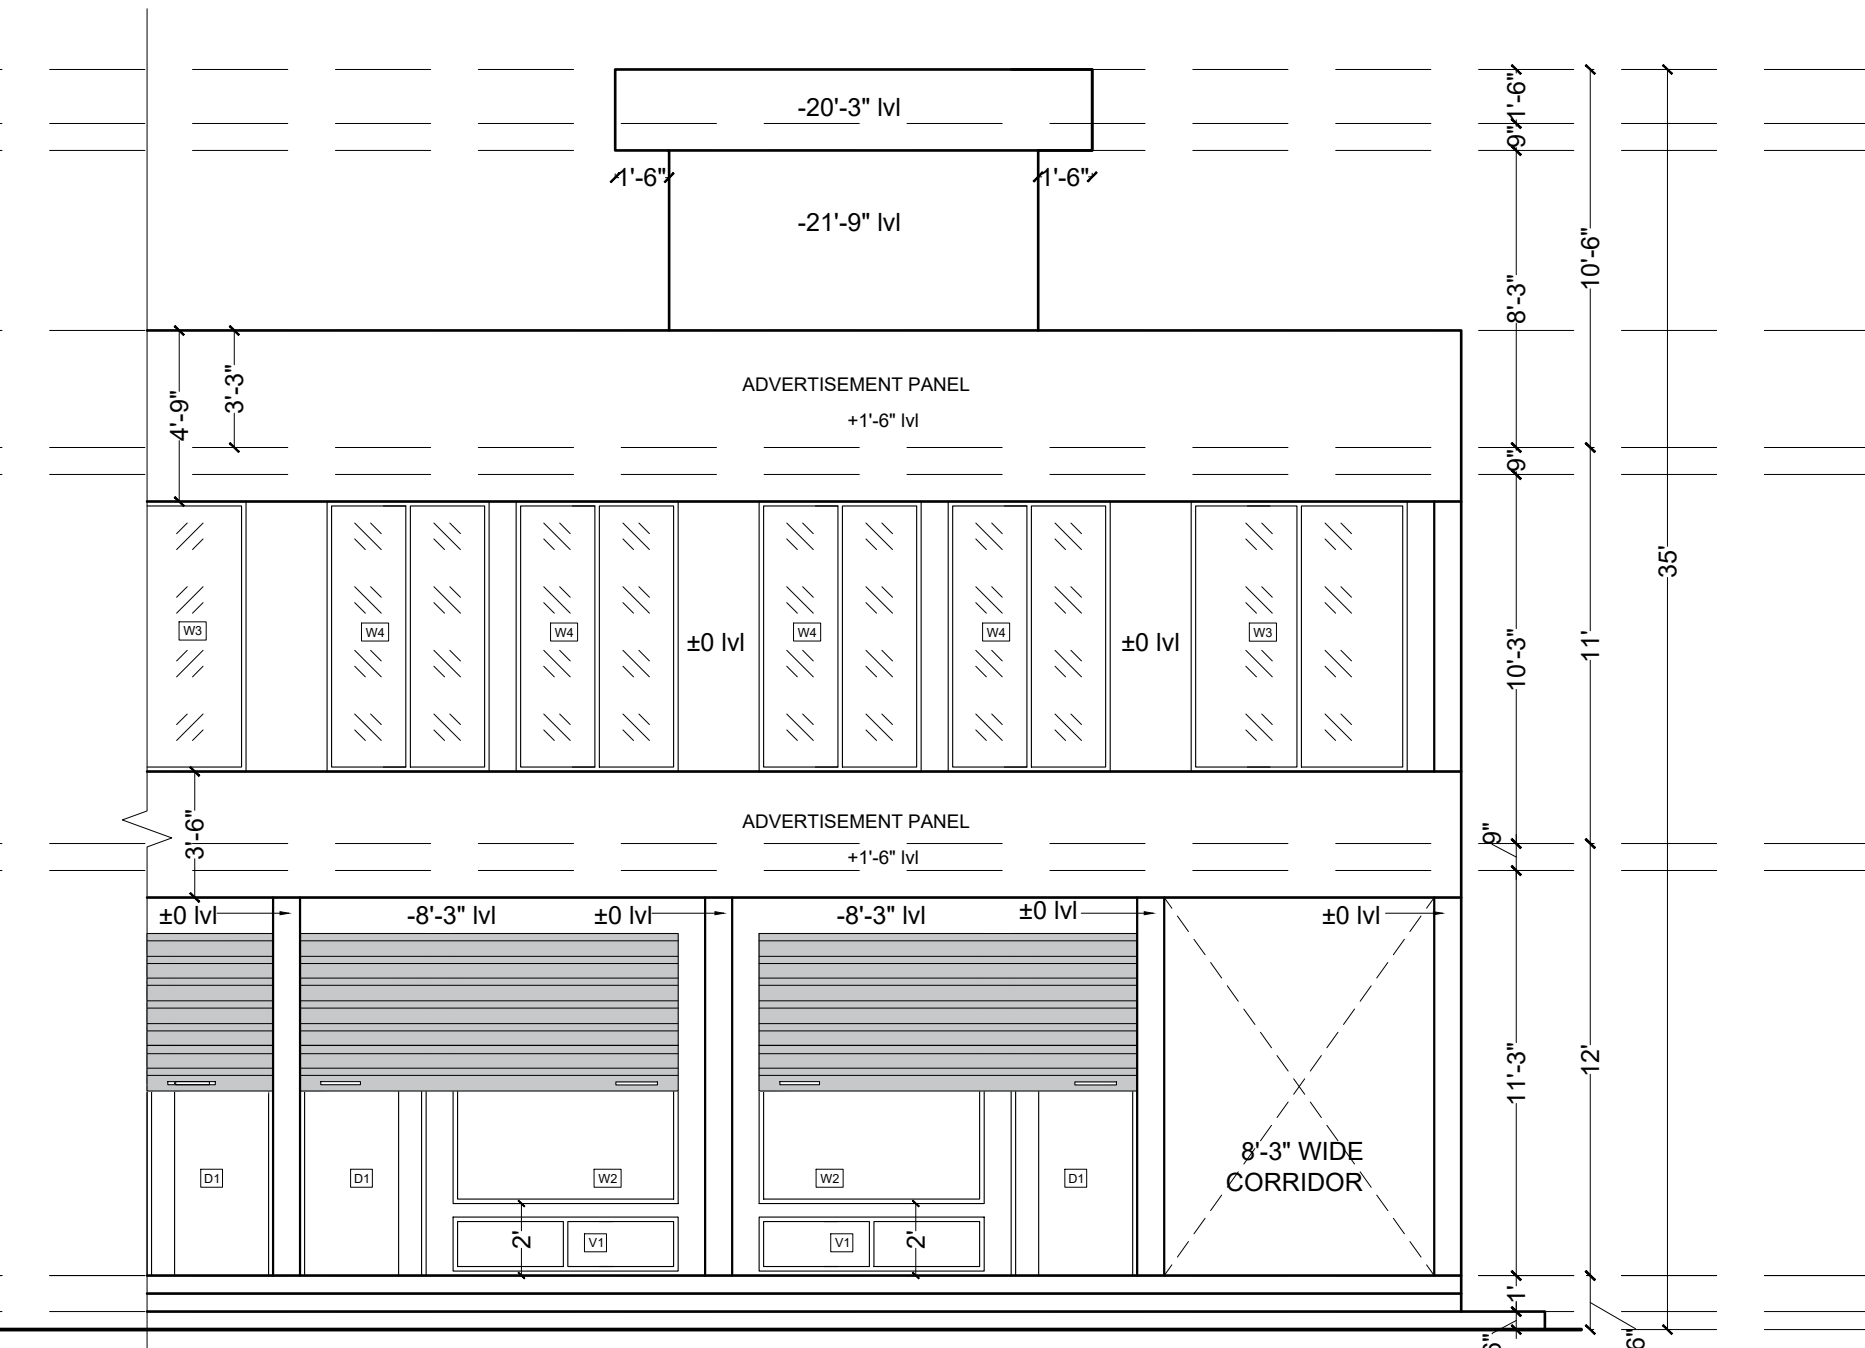 -20'-3" lvl
1'-6"
9"
1'-6"
1'-6"
-21'-9" lvl
10'-6"
8'-3"
4'-9"
3'-3"
ADVERTISEMENT PANEL
+1'-6" lvl
9"
35'
W3
W4
W4
±0 lvl
W4
W4
±0 lvl
W3
10'-3"
11'
3'-6"
ADVERTISEMENT PANEL
+1'-6" lvl
9"
±0 lvl
-8'-3" lvl
±0 lvl
-8'-3" lvl
±0 lvl
±0 lvl
11'-3"
12'
8'-3" WIDE
CORRIDOR
D1
D1
W2
W2
D1
2'
V1
V1
2'
1'